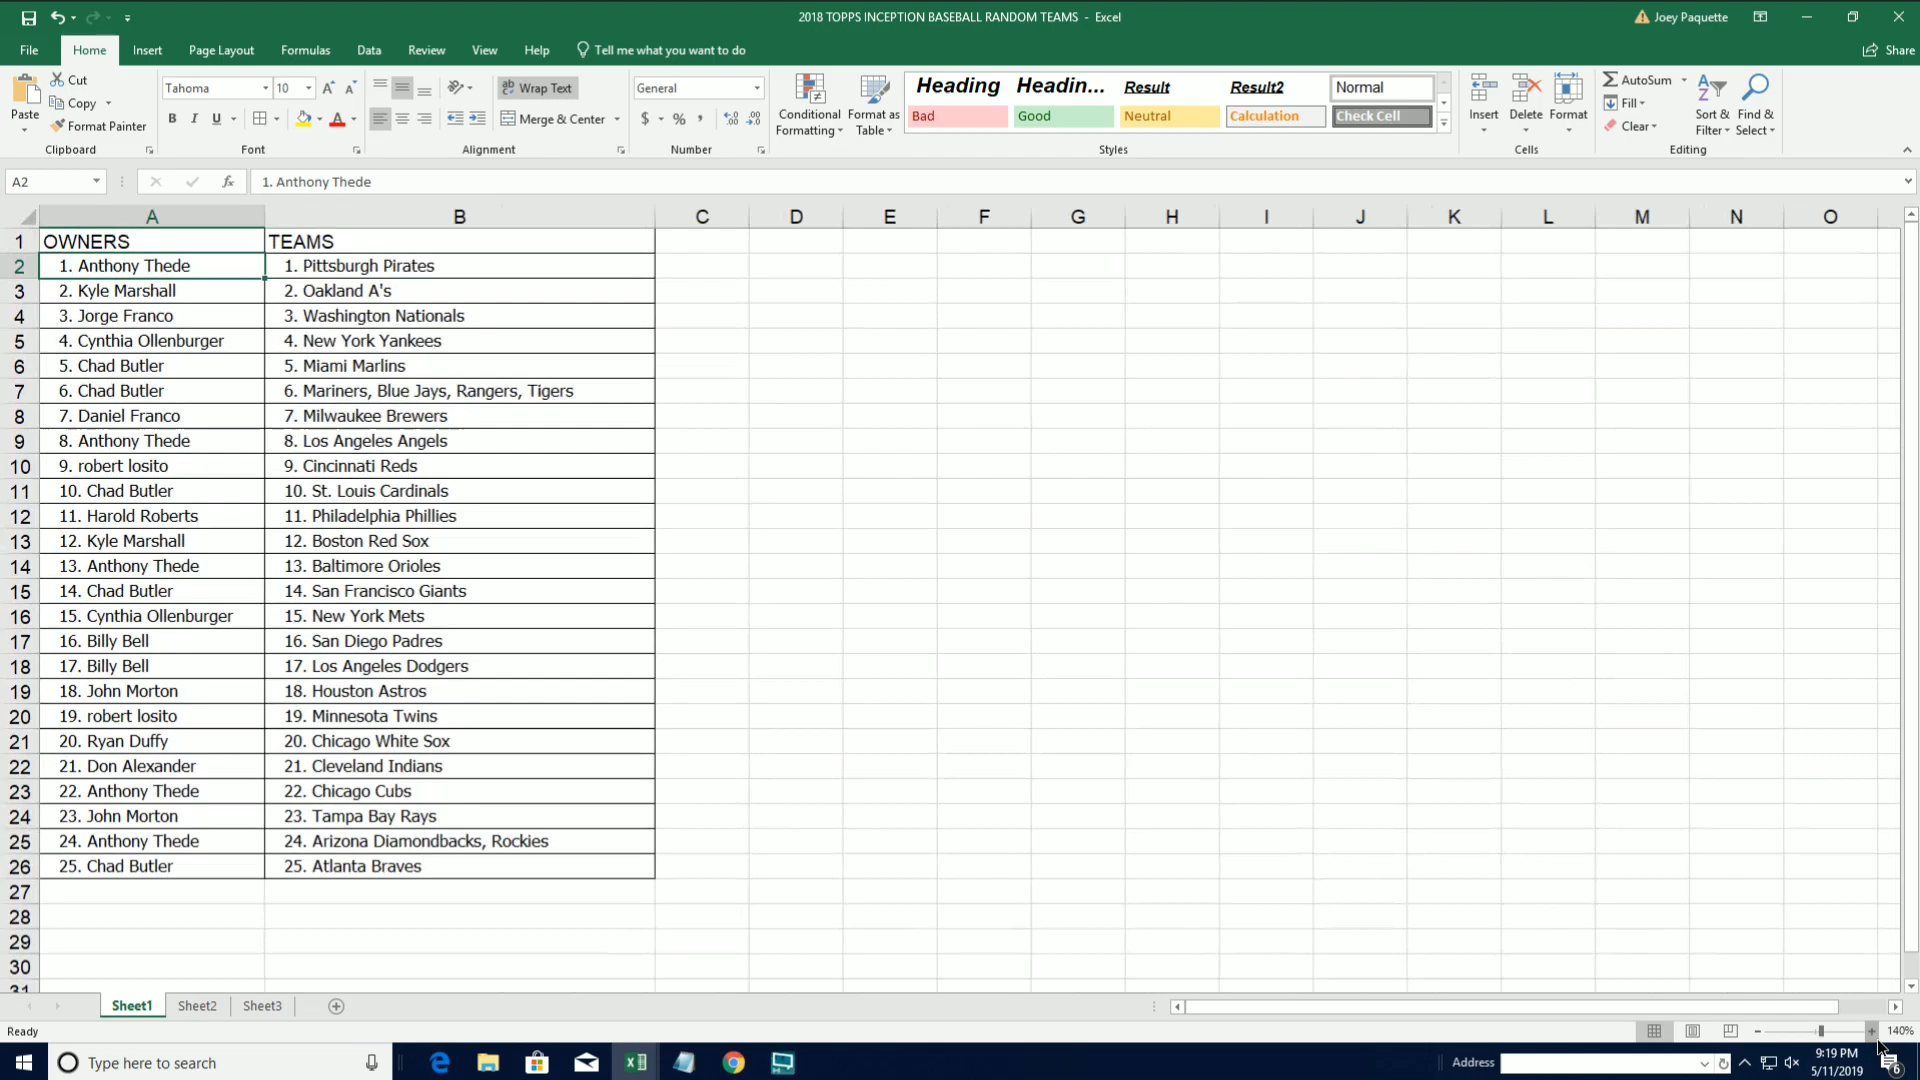 2018 TOPPS INCEPTION BASEBALL RANDOM TEAMS - Excel
Joey Paquette
File Home Insert Page Layout Formulas Data Review View Help Tell me what you want to do Share
Paste Cut Copy Format Painter Clipboard
Tahoma 10 B I U A Font
Wrap Text Merge & Center Alignment
General $ % , Number
Conditional Formatting Format as Table
Heading Headin... Result Result2 Normal
Bad Good Neutral Calculation Check Cell
Styles
Insert Delete Format Cells
AutoSum Fill Clear Sort & Filter Find & Select Editing
A2 fx 1. Anthony Thede
A B C D E F G H I J K L M N O
1 OWNERS TEAMS
2 1. Anthony Thede 1. Pittsburgh Pirates
3 2. Kyle Marshall 2. Oakland A's
4 3. Jorge Franco 3. Washington Nationals
5 4. Cynthia Ollenburger 4. New York Yankees
6 5. Chad Butler 5. Miami Marlins
7 6. Chad Butler 6. Mariners, Blue Jays, Rangers, Tigers
8 7. Daniel Franco 7. Milwaukee Brewers
9 8. Anthony Thede 8. Los Angeles Angels
10 9. robert losito 9. Cincinnati Reds
11 10. Chad Butler 10. St. Louis Cardinals
12 11. Harold Roberts 11. Philadelphia Phillies
13 12. Kyle Marshall 12. Boston Red Sox
14 13. Anthony Thede 13. Baltimore Orioles
15 14. Chad Butler 14. San Francisco Giants
16 15. Cynthia Ollenburger 15. New York Mets
17 16. Billy Bell 16. San Diego Padres
18 17. Billy Bell 17. Los Angeles Dodgers
19 18. John Morton 18. Houston Astros
20 19. robert losito 19. Minnesota Twins
21 20. Ryan Duffy 20. Chicago White Sox
22 21. Don Alexander 21. Cleveland Indians
23 22. Anthony Thede 22. Chicago Cubs
24 23. John Morton 23. Tampa Bay Rays
25 24. Anthony Thede 24. Arizona Diamondbacks, Rockies
26 25. Chad Butler 25. Atlanta Braves
27
28
29
30
31
Sheet1 Sheet2 Sheet3
Ready 140%
Type here to search Address 9:19 PM
5/11/2019 6